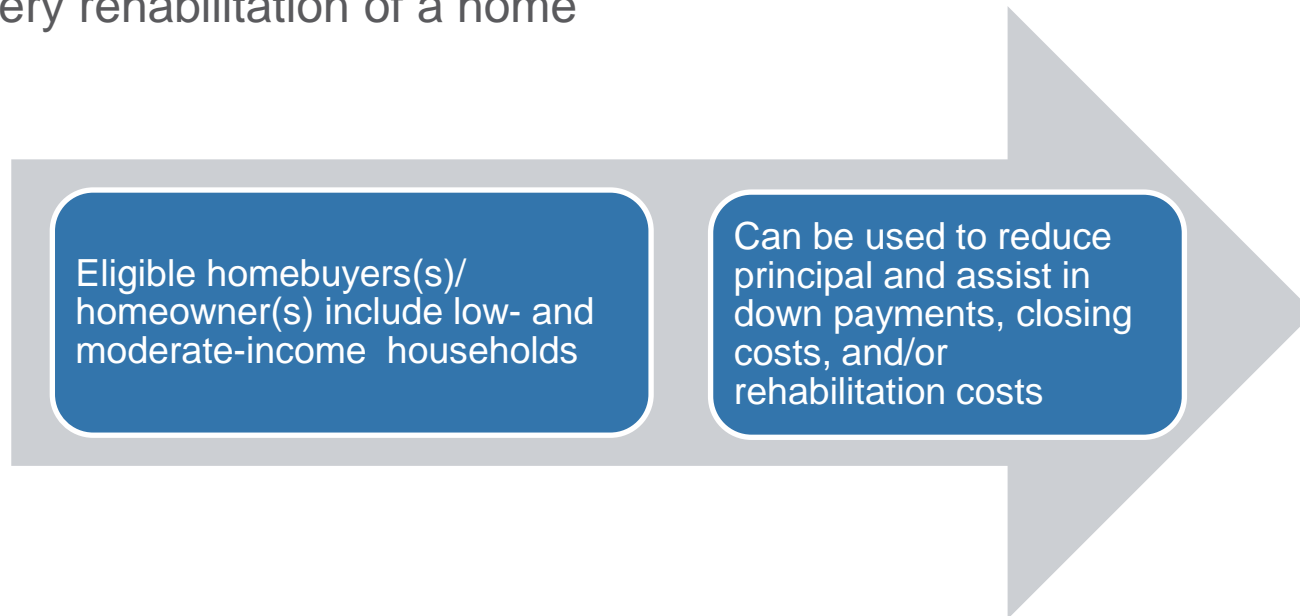 ery rehabilitation of a home
Eligible homebuyers(s)/
homeowner(s) include low- and
moderate-income  households
Can be used to reduce
principal and assist in
down payments, closing
costs, and/or
rehabilitation costs